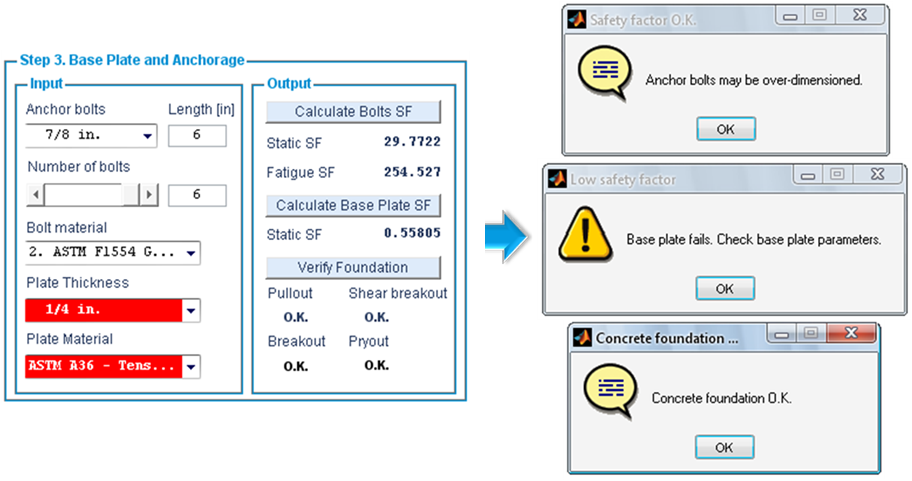 Step 3. Base Plate and Anchorage
Input
Anchor bolts Length [in]
7/8 in. 6
Number of bolts
6
Bolt material
2. ASTM F1554 G...
Plate Thickness
1/4 in.
Plate Material
ASTM A36 - Tens...
Output
Calculate Bolts SF
Static SF 29.7722
Fatigue SF 254.527
Calculate Base Plate SF
Static SF 0.55805
Verify Foundation
Pullout Shear breakout
O.K. O.K.
Breakout Pryout
O.K. O.K.
Safety factor O.K.
Anchor bolts may be over-dimensioned.
OK
Low safety factor
Base plate fails. Check base plate parameters.
OK
Concrete foundation ...
Concrete foundation O.K.
OK